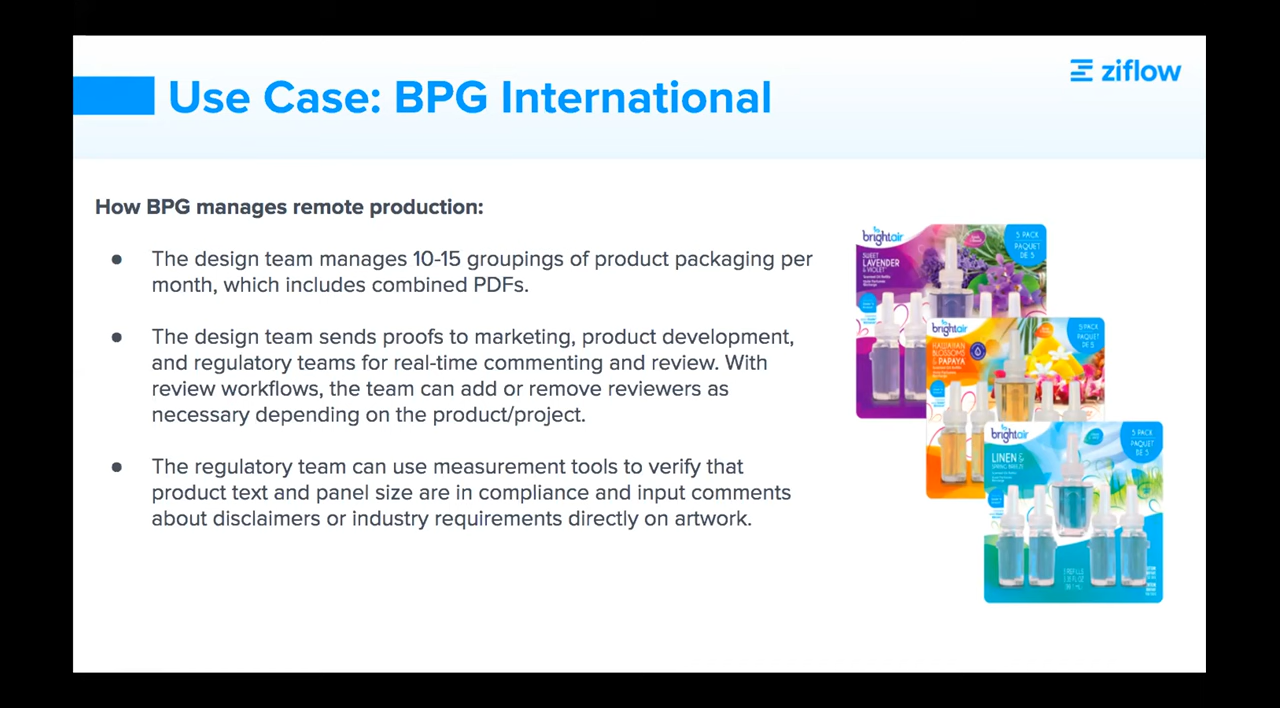 ziflow
Use Case: BPG International
How BPG manages remote production:
● The design team manages 10-15 groupings of product packaging per
month, which includes combined PDFs.
● The design team sends proofs to marketing, product development,
and regulatory teams for real-time commenting and review. With
review workflows, the team can add or remove reviewers as
necessary depending on the product/project.
● The regulatory team can use measurement tools to verify that
product text and panel size are in compliance and input comments
about disclaimers or industry requirements directly on artwork.
brightair
5 PACK
PAQUET
DE 5
SWEET
LAVENDER
& VIOLET
brightair
5 PACK
PAQUET
DE 5
HAWAIIAN
BLOSSOMS
& PAPAYA
brightair
5 PACK
PAQUET
DE 5
LINEN &
SPRING BREEZE